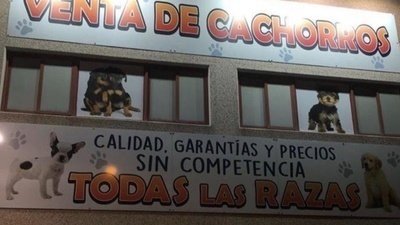 VENTA DE CACHORROS
CALIDAD, GARANTÍAS Y PRECIOS
SIN COMPETENCIA
TODAS LAS RAZAS